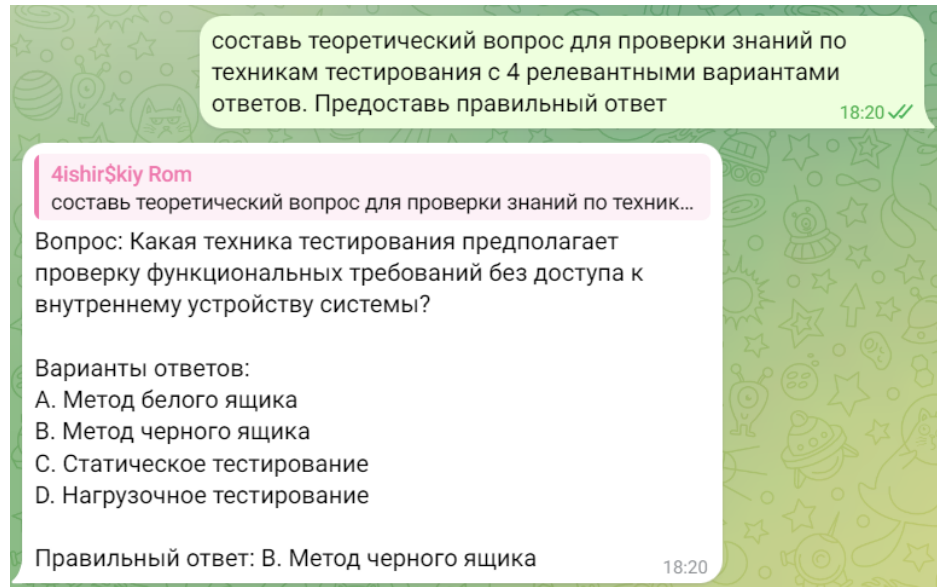 составь теоретический вопрос для проверки знаний по
техникам тестирования с 4 релевантными вариантами
ответов. Предоставь правильный ответ
18:20
4ishir$kiy Rom
составь теоретический вопрос для проверки знаний по техник...
Вопрос: Какая техника тестирования предполагает
проверку функциональных требований без доступа к
внутреннему устройству системы?
Варианты ответов:
A. Метод белого ящика
B. Метод черного ящика
C. Статическое тестирование
D. Нагрузочное тестирование
Правильный ответ: B. Метод черного ящика
18:20